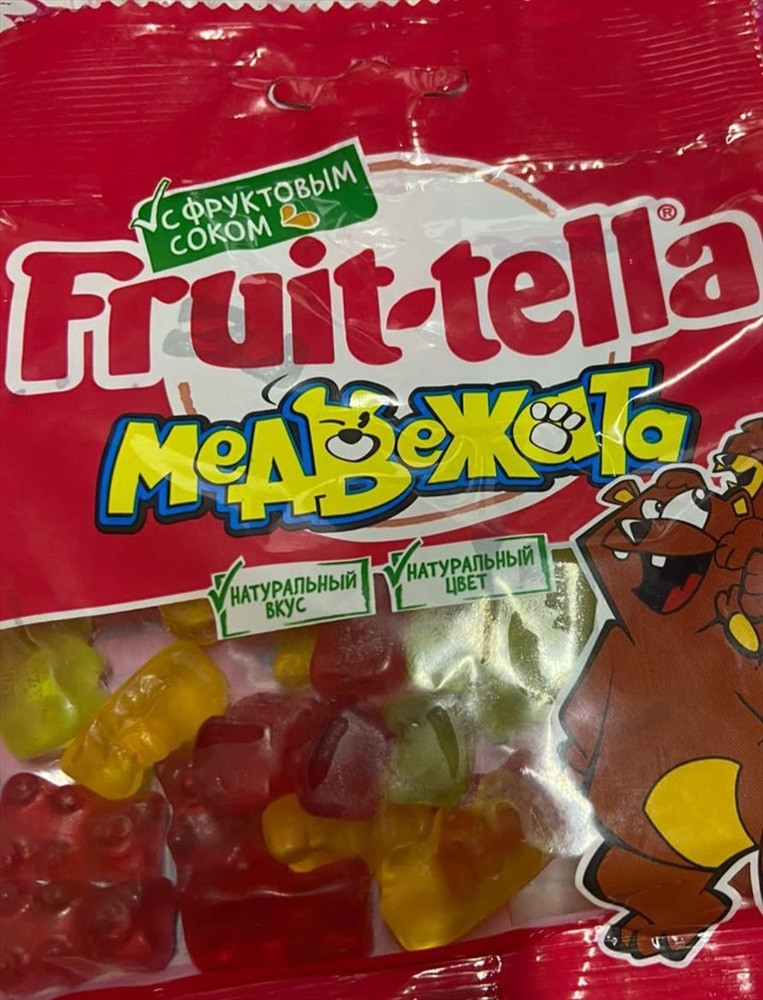 С ФРУКТОВЫМ
СОКОМ
Fruit-tella®
МЕДВЕЖАТА
НАТУРАЛЬНЫЙ
ВКУС
НАТУРАЛЬНЫЙ
ЦВЕТ